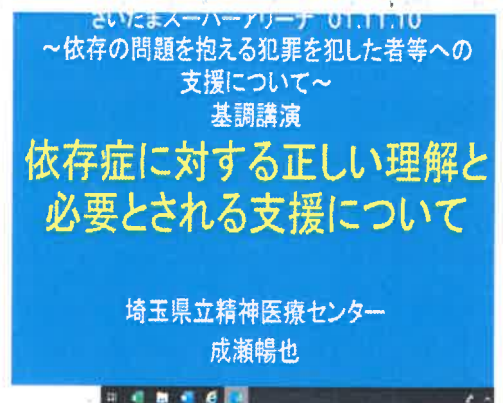 さいたまスーパーアリーナ 01.11.10
～依存の問題を抱える犯罪を犯した者等への
支援について～
基調講演
依存症に対する正しい理解と
必要とされる支援について
埼玉県立精神医療センター
成瀬暢也